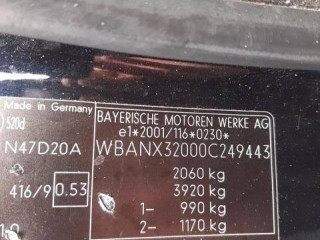 Made in Germany
520d
N47D20A
416/9 0.53
BAYERISCHE MOTOREN WERKE AG
e1*2001/116*0230*
WBANX32000C249443
2060 kg
3920 kg
1- 990 kg
2- 1170 kg